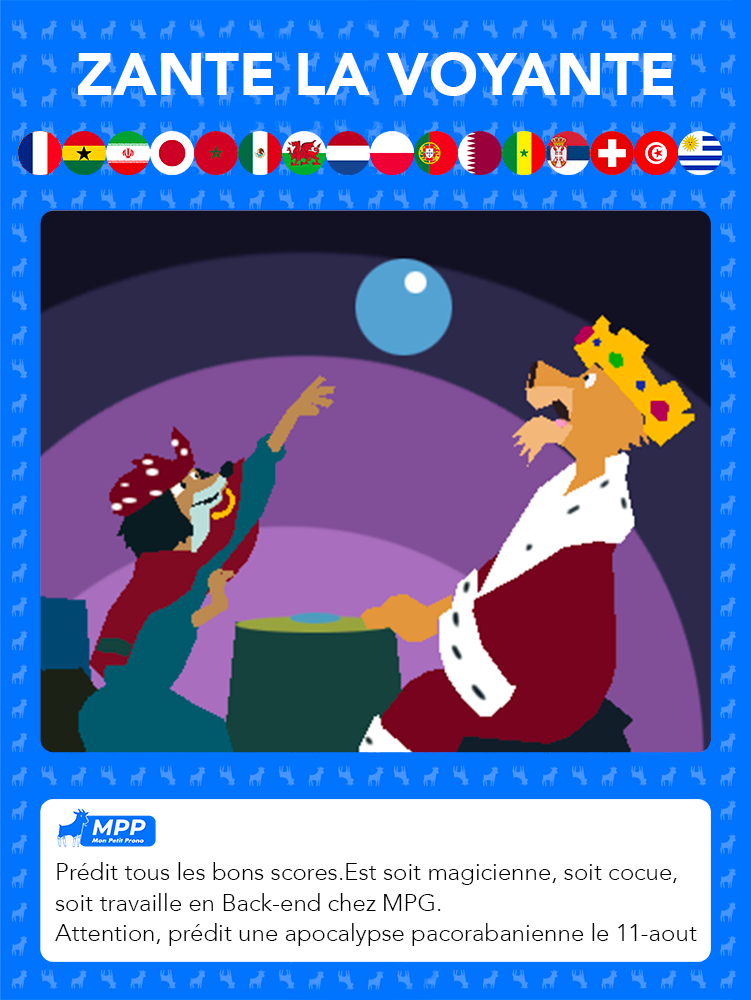 ZANTE LA VOYANTE
MPP
Mon Petit Prono
Prédit tous les bons scores.Est soit magicienne, soit cocue,
soit travaille en Back-end chez MPG.
Attention, prédit une apocalypse pacorabanienne le 11-aout